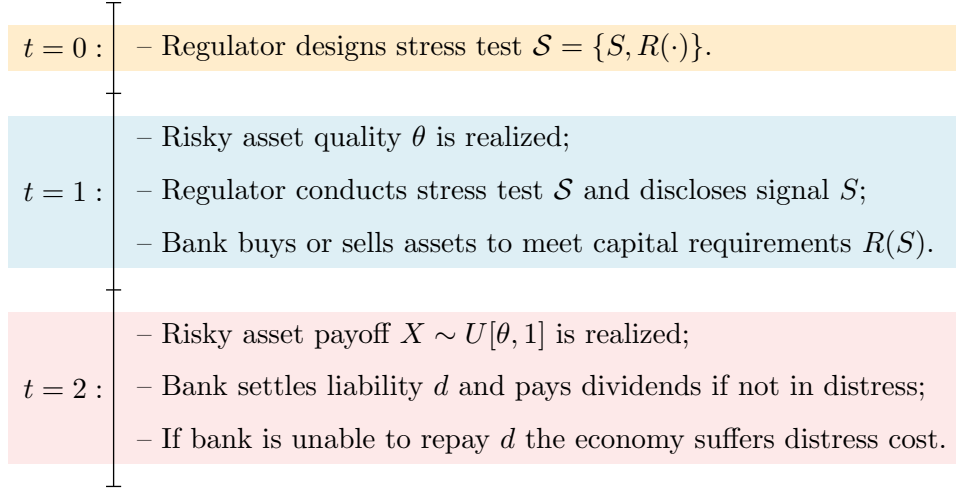 t = 0 : – Regulator designs stress test 𝒮 = {S, R(·)}.
– Risky asset quality θ is realized;
t = 1 : – Regulator conducts stress test 𝒮 and discloses signal S;
– Bank buys or sells assets to meet capital requirements R(S).
– Risky asset payoff X ∼ U[θ, 1] is realized;
t = 2 : – Bank settles liability d and pays dividends if not in distress;
– If bank is unable to repay d the economy suffers distress cost.